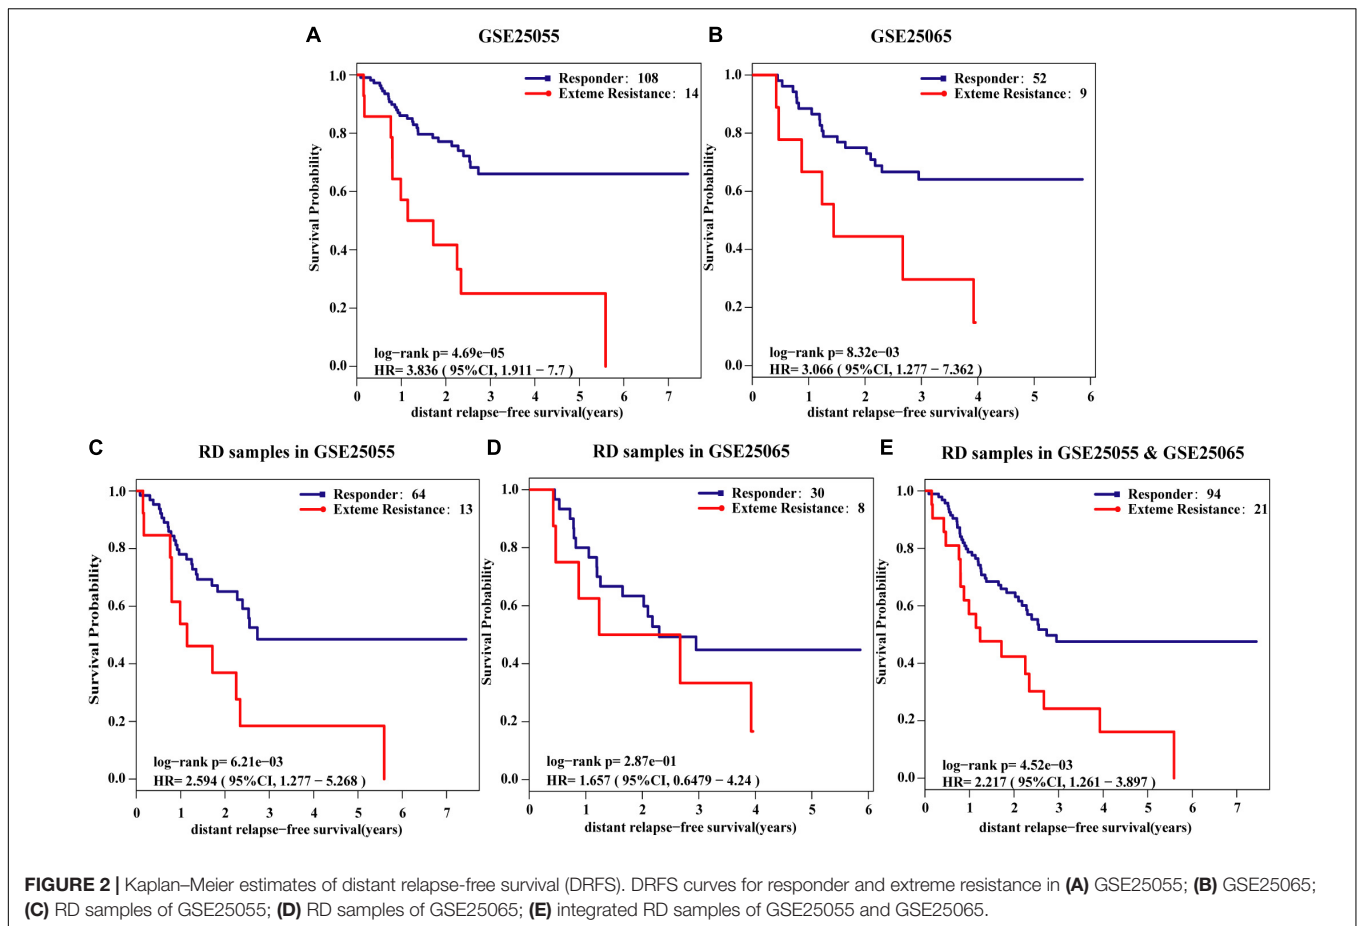 A
GSE25055
Survival Probability
1.0
0.8
0.6
0.4
0.2
0.0
Responder: 108
Exteme Resistance: 14
log−rank p= 4.69e−05
HR= 3.836 ( 95%CI, 1.911 − 7.7 )
0 1 2 3 4 5 6 7
distant relapse−free survival(years)
B
GSE25065
Survival Probability
1.0
0.8
0.6
0.4
0.2
0.0
Responder: 52
Exteme Resistance: 9
log−rank p= 8.32e−03
HR= 3.066 ( 95%CI, 1.277 − 7.362 )
0 1 2 3 4 5 6
distant relapse−free survival(years)
C
RD samples in GSE25055
Survival Probability
1.0
0.8
0.6
0.4
0.2
0.0
Responder: 64
Exteme Resistance: 13
log−rank p= 6.21e−03
HR= 2.594 ( 95%CI, 1.277 − 5.268 )
0 1 2 3 4 5 6 7
distant relapse−free survival(years)
D
RD samples in GSE25065
Survival Probability
1.0
0.8
0.6
0.4
0.2
0.0
Responder: 30
Exteme Resistance: 8
log−rank p= 2.87e−01
HR= 1.657 ( 95%CI, 0.6479 − 4.24 )
0 1 2 3 4 5 6
distant relapse−free survival(years)
E
RD samples in GSE25055 & GSE25065
Survival Probability
1.0
0.8
0.6
0.4
0.2
0.0
Responder: 94
Exteme Resistance: 21
log−rank p= 4.52e−03
HR= 2.217 ( 95%CI, 1.261 − 3.897 )
0 1 2 3 4 5 6 7
distant relapse−free survival(years)
FIGURE 2 | Kaplan–Meier estimates of distant relapse-free survival (DRFS). DRFS curves for responder and extreme resistance in (A) GSE25055; (B) GSE25065;
(C) RD samples of GSE25055; (D) RD samples of GSE25065; (E) integrated RD samples of GSE25055 and GSE25065.